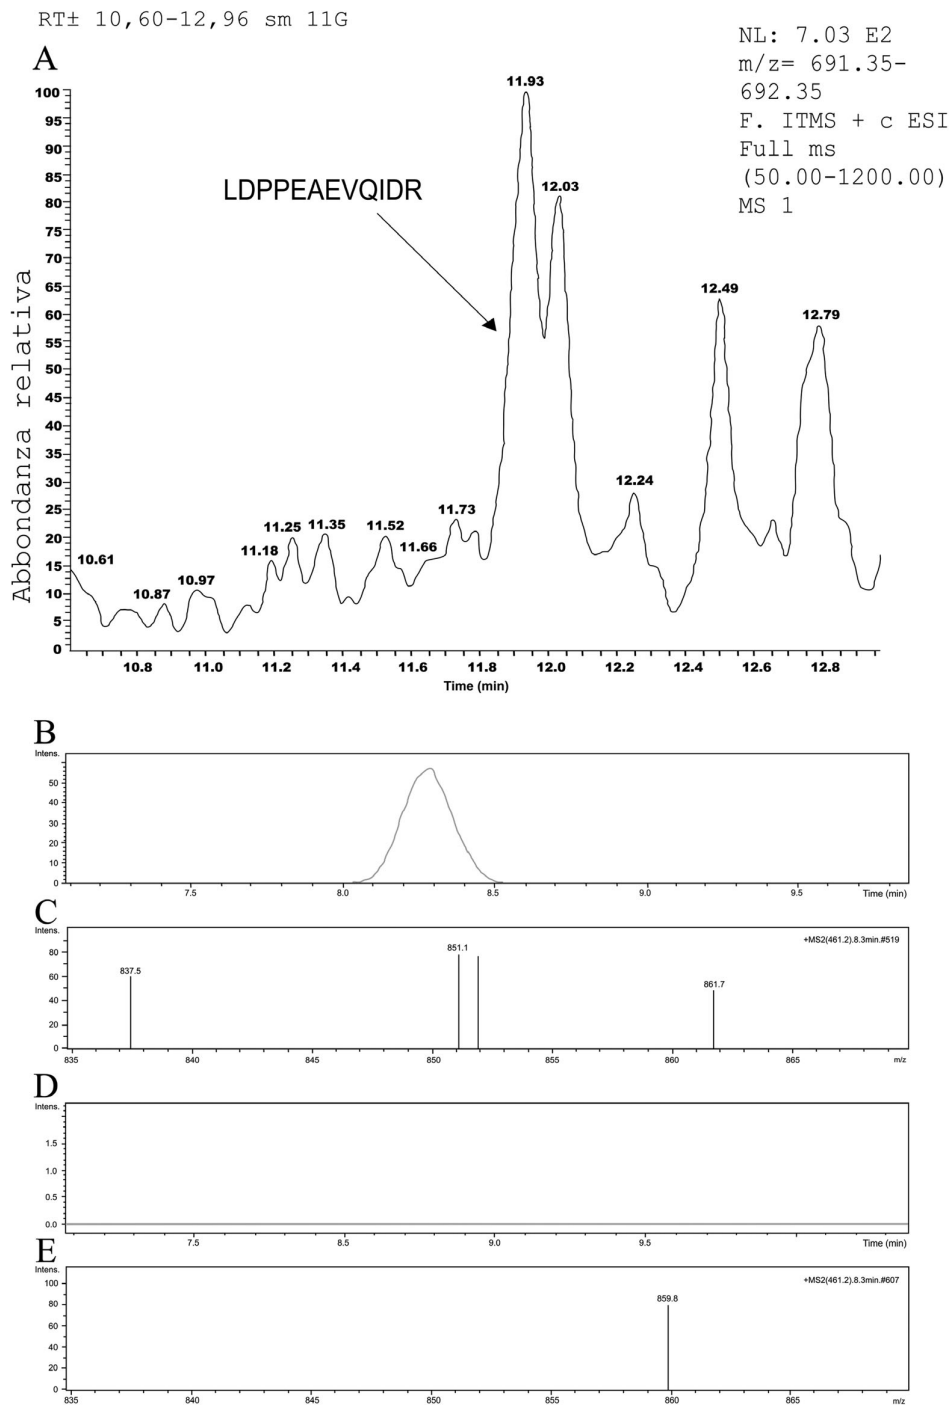 RT± 10,60-12,96 sm 11G
NL: 7.03 E2
m/z= 691.35-
692.35
F. ITMS + c ESI
Full ms
(50.00-1200.00)
MS 1
A
Abbondanza relativa
100
95
90
85
80
75
70
65
60
55
50
45
40
35
30
25
20
15
10
5
0
LDPPEAEVQIDR
10.61
10.87
10.97
11.18
11.25
11.35
11.52
11.66
11.73
11.93
12.03
12.24
12.49
12.79
10.8 11.0 11.2 11.4 11.6 11.8 12.0 12.2 12.4 12.6 12.8
Time (min)
B
Intens.
50
40
30
20
10
0
7.5 8.0 8.5 9.0 9.5 Time (min)
C
Intens.
+MS2(461.2).8.3min.#519
80
60
40
20
0
837.5
851.1
861.7
835 840 845 850 855 860 865 m/z
D
Intens.
1.5
1.0
0.5
0.0
7.5 8.5 9.0 9.5 Time (min)
E
Intens.
+MS2(461.2).8.3min.#607
100
80
60
40
20
0
859.8
835 840 845 850 855 860 865 m/z